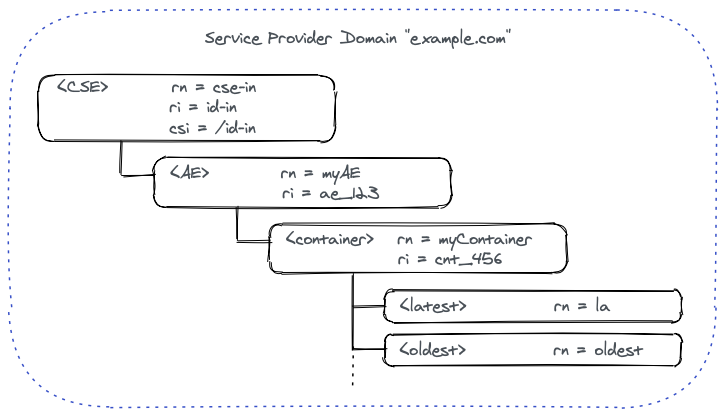 Service Provider Domain "example.com"
<CSE> rn = cse-in
ri = id-in
csi = /id-in
<AE> rn = myAE
ri = ae_123
<container> rn = myContainer
ri = cnt_456
<latest> rn = la
<oldest> rn = oldest